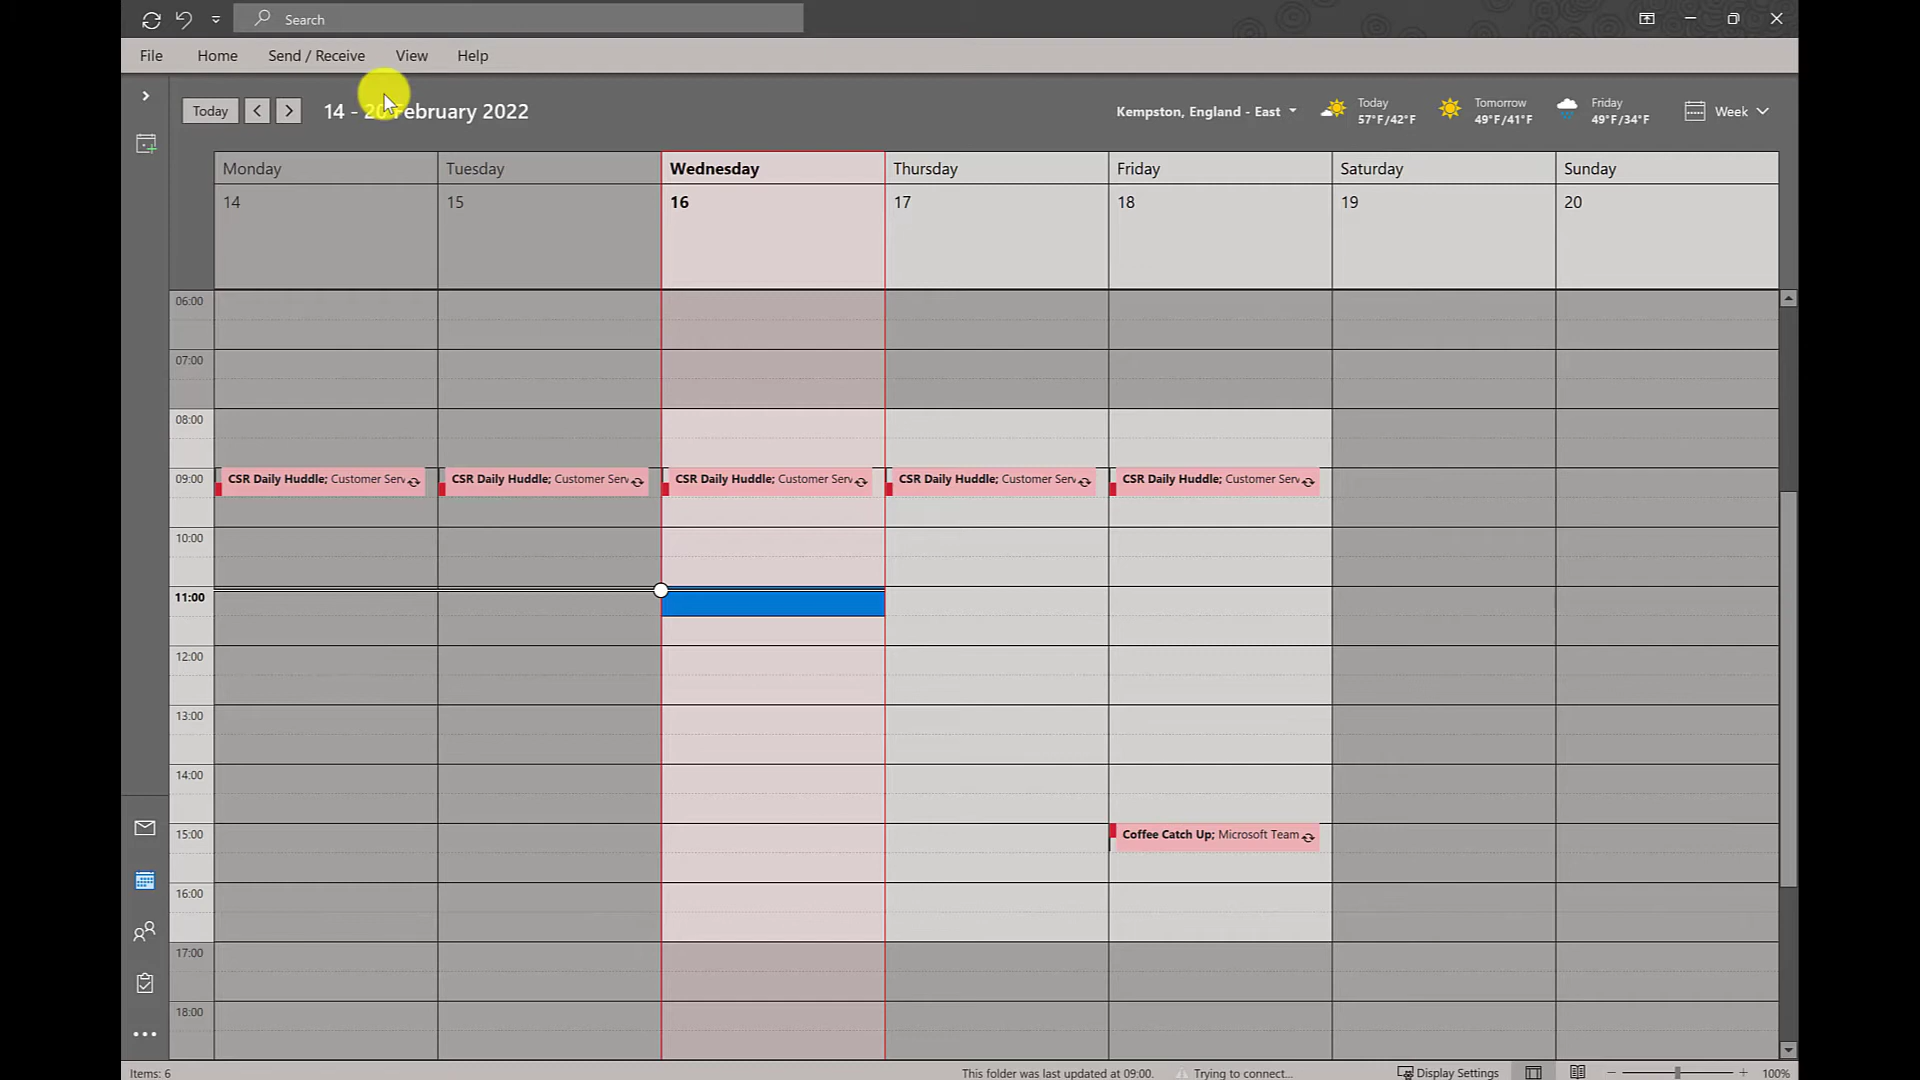 Search
File Home Send / Receive View Help
Today 14 - 20 February 2022 Kempston, England - East Today 57°F/42°F Tomorrow 49°F/41°F Friday 49°F/34°F Week
Monday Tuesday Wednesday Thursday Friday Saturday Sunday
14 15 16 17 18 19 20
06:00
07:00
08:00
09:00 CSR Daily Huddle; Customer Serv CSR Daily Huddle; Customer Serv CSR Daily Huddle; Customer Serv CSR Daily Huddle; Customer Serv CSR Daily Huddle; Customer Serv
10:00
11:00
12:00
13:00
14:00
15:00 Coffee Catch Up; Microsoft Team
16:00
17:00
18:00
Items: 6 This folder was last updated at 09:00. Trying to connect... Display Settings 100%